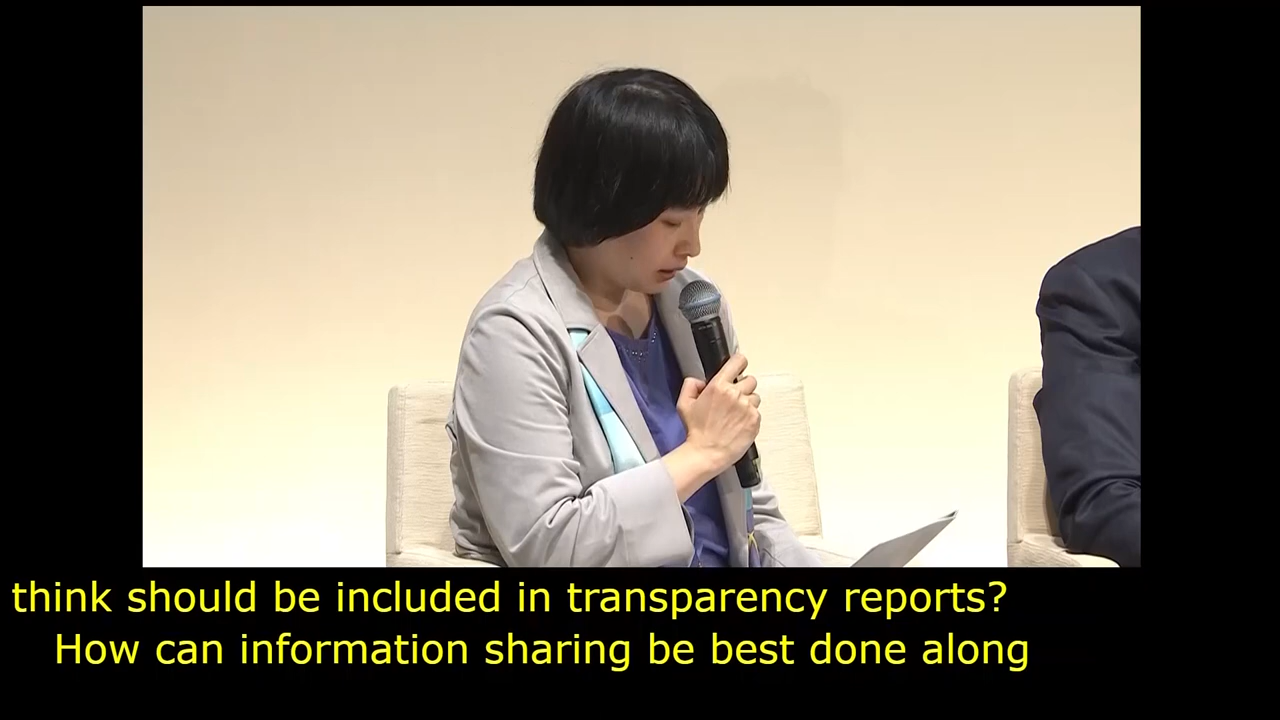 think should be included in transparency reports?
How can information sharing be best done along